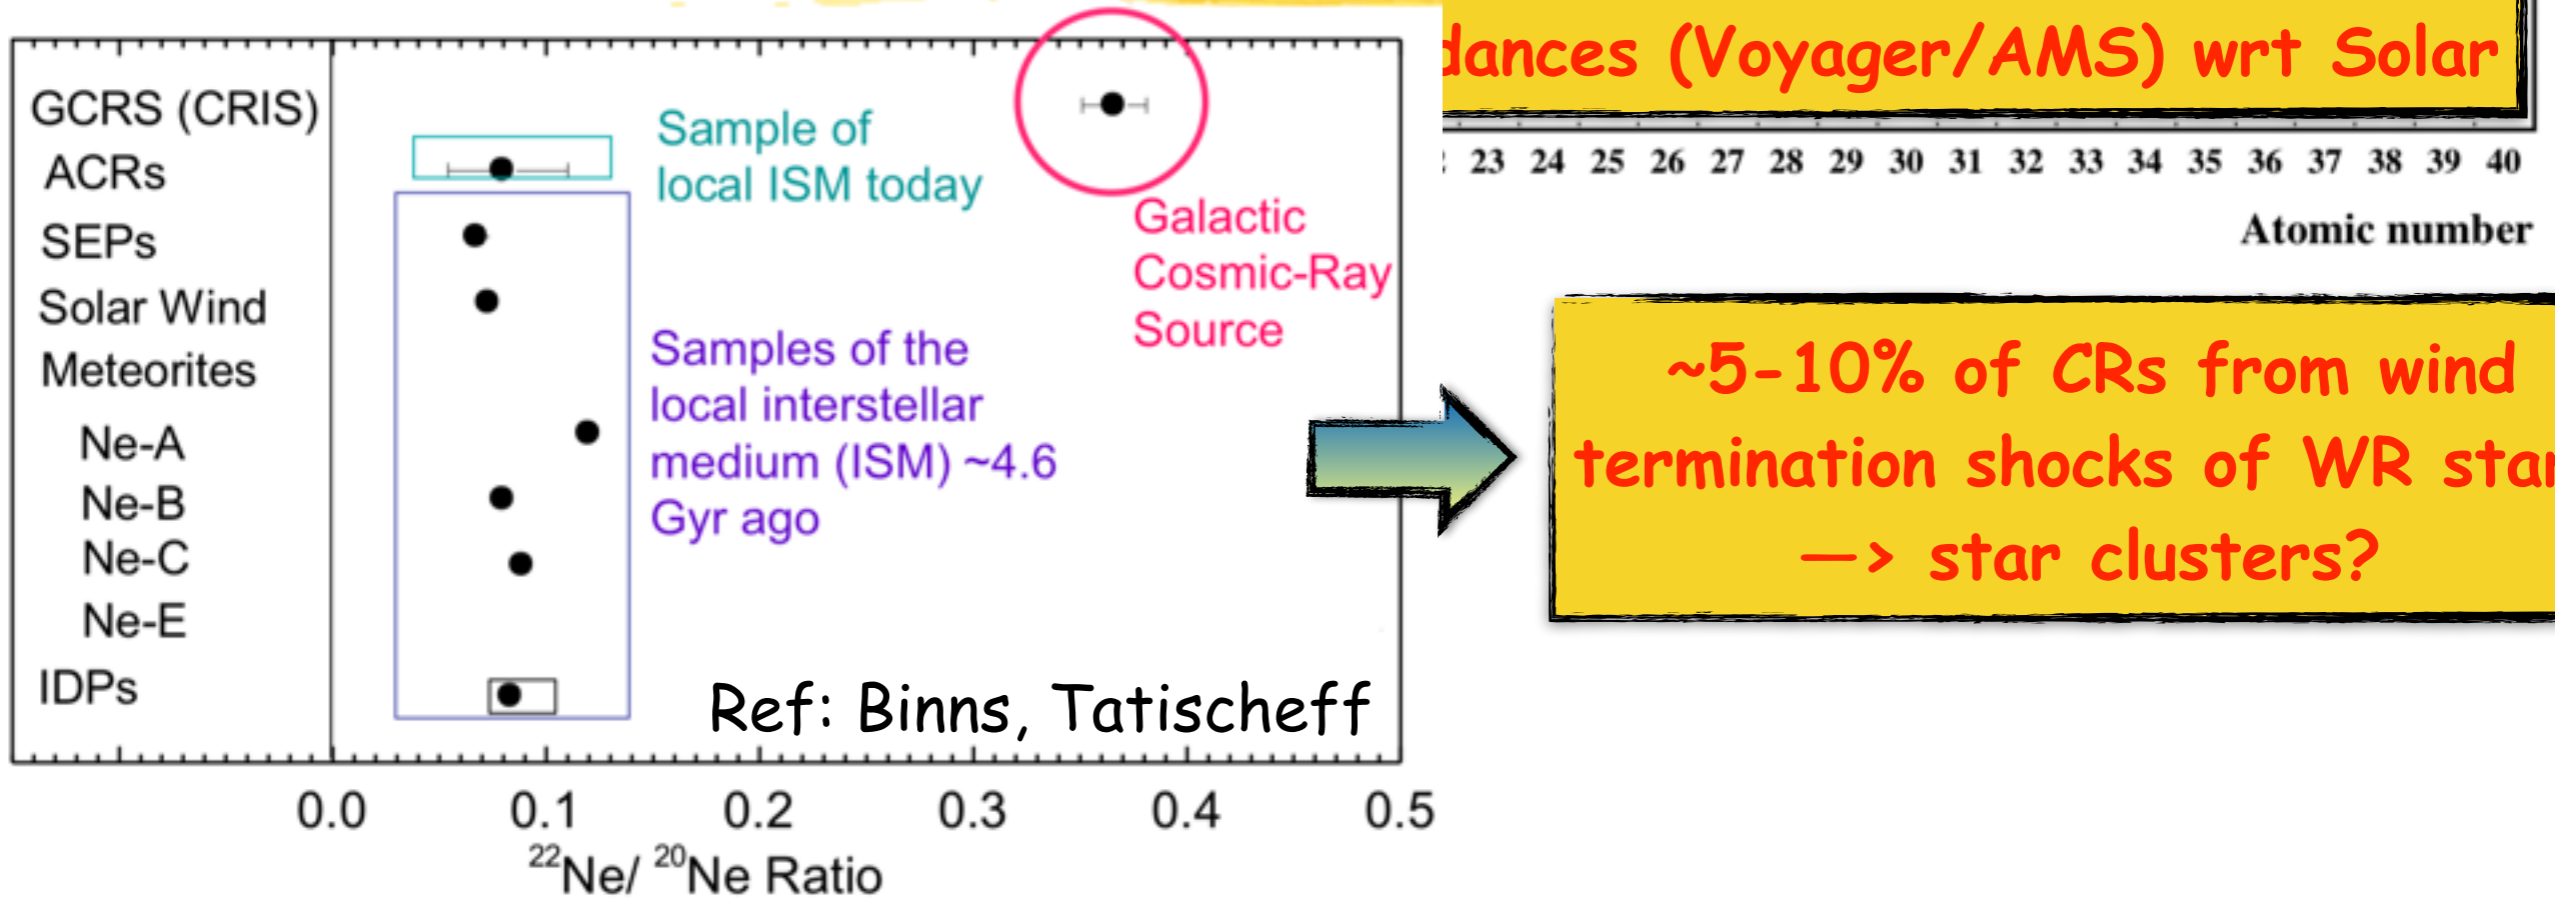 GCRS (CRIS)
ACRs
SEPs
Solar Wind
Meteorites
Ne-A
Ne-B
Ne-C
Ne-E
IDPs
Sample of
local ISM today
Galactic
Cosmic-Ray
Source
Samples of the
local interstellar
medium (ISM) ~4.6
Gyr ago
Ref: Binns, Tatischeff
0.0 0.1 0.2 0.3 0.4 0.5
²²Ne/ ²⁰Ne Ratio
dances (Voyager/AMS) wrt Solar
23 24 25 26 27 28 29 30 31 32 33 34 35 36 37 38 39 40
Atomic number
~5-10% of CRs from wind
termination shocks of WR star
—> star clusters?